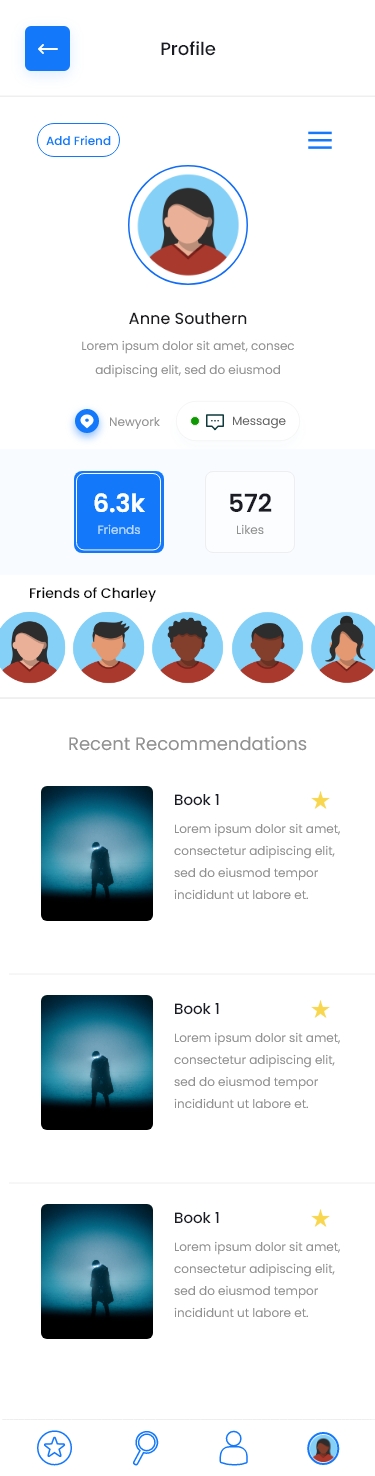 Profile
Add Friend
Anne Southern
Lorem ipsum dolor sit amet, consec
adipiscing elit, sed do eiusmod
Newyork
Message
6.3k
Friends
572
Likes
Friends of Charley
Recent Recommendations
Book 1
Lorem ipsum dolor sit amet,
consectetur adipiscing elit,
sed do eiusmod tempor
incididunt ut labore et.
Book 1
Lorem ipsum dolor sit amet,
consectetur adipiscing elit,
sed do eiusmod tempor
incididunt ut labore et.
Book 1
Lorem ipsum dolor sit amet,
consectetur adipiscing elit,
sed do eiusmod tempor
incididunt ut labore et.